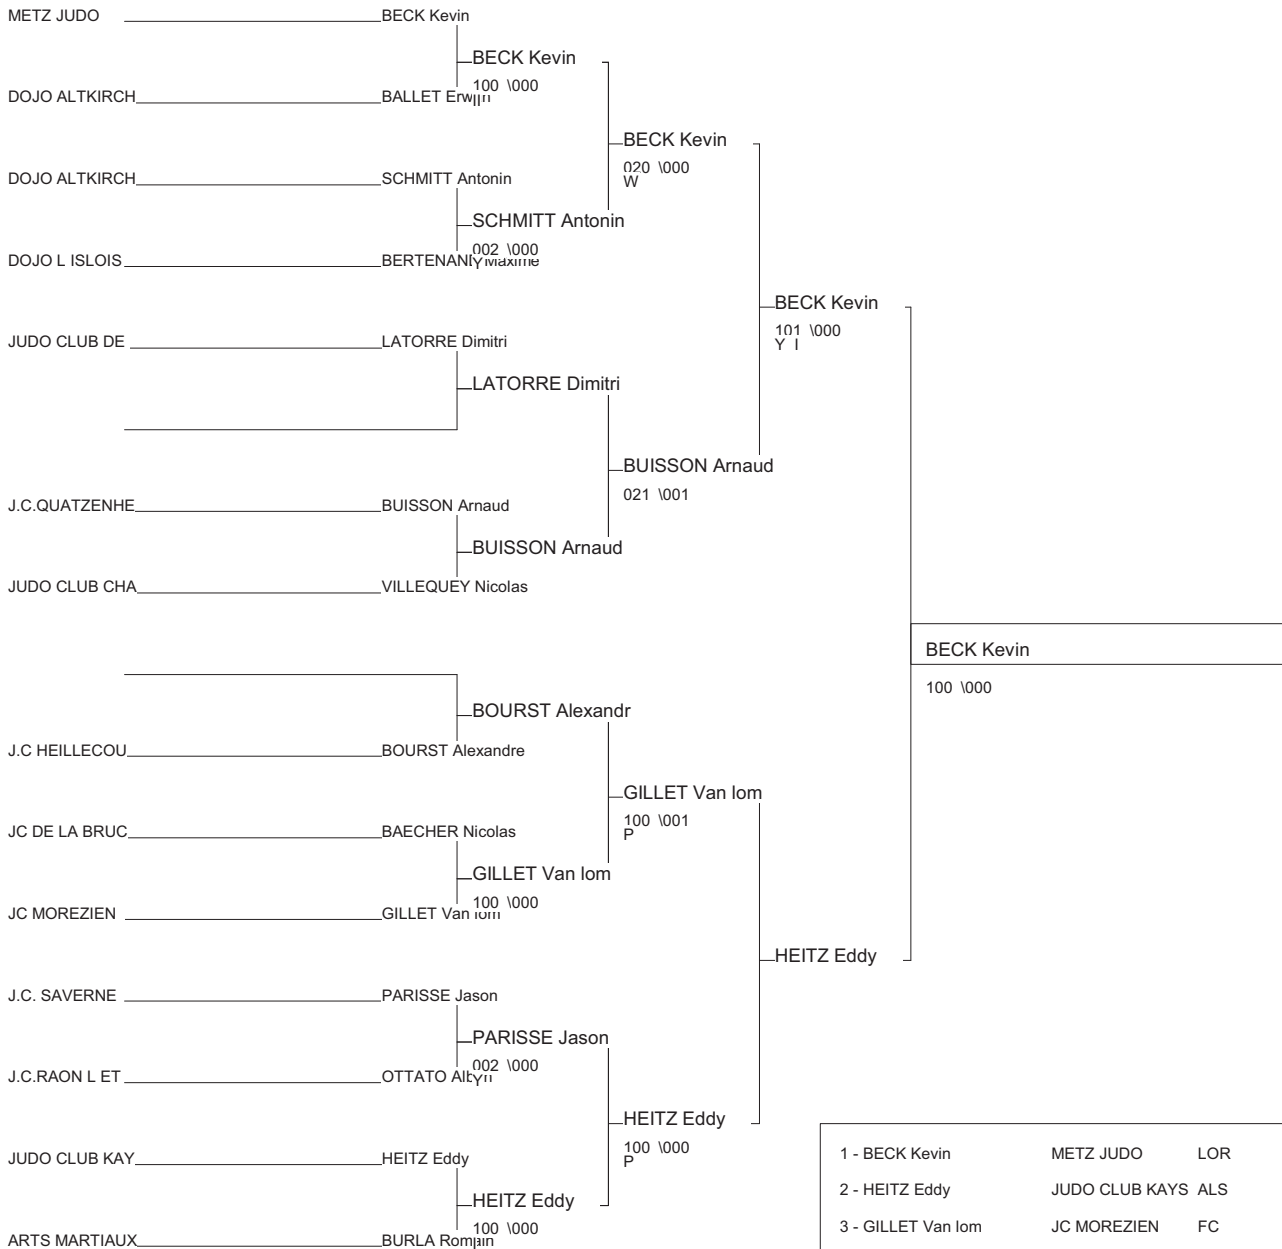 METZ JUDO BECK Kevin
BECK Kevin
100 \000
DOJO ALTKIRCH BALLET
BECK Kevin
020 \000
W
DOJO ALTKIRCH SCHMITT Antonin
SCHMITT Antonin
002 \000
Y
DOJO L ISLOIS Maxime
BECK Kevin
101 \000
Y I
JUDO CLUB DE LATORRE Dimitri
LATORRE Dimitri
BUISSON Arnaud
021 \001
J.C.QUATZENHE BUISSON Arnaud
BUISSON Arnaud
JUDO CLUB CHA VILLEQUEY Nicolas
BECK Kevin
100 \000
BOURST Alexandr
J.C HEILLECOU BOURST Alexandre
GILLET Van lom
100 \001
P
JC DE LA BRUC BAECHER Nicolas
GILLET Van lom
100 \000
JC MOREZIEN GILLET Van lom
HEITZ Eddy
J.C. SAVERNE PARISSE Jason
PARISSE Jason
002 \000
Y
J.C.RAON L ET OTTATO
HEITZ Eddy
100 \000
P
JUDO CLUB KAY HEITZ Eddy
HEITZ Eddy
100 \000
ARTS MARTIAUX BURLA Romain
1 - BECK Kevin METZ JUDO LOR
2 - HEITZ Eddy JUDO CLUB KAYS ALS
3 - GILLET Van lom JC MOREZIEN FC